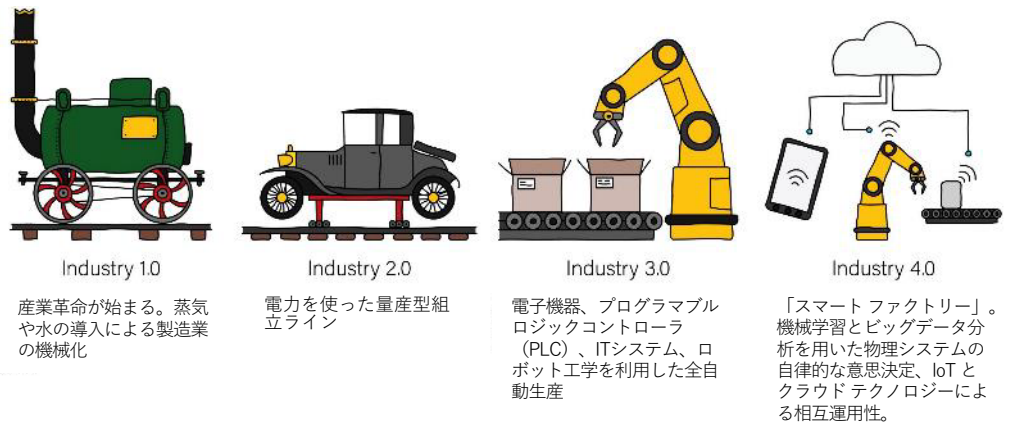 Industry 1.0
産業革命が始まる。蒸気
や水の導入による製造業
の機械化
Industry 2.0
電力を使った量産型組
立ライン
Industry 3.0
電子機器、プログラマブル
ロジックコントローラ
（PLC）、ITシステム、ロ
ボット工学を利用した全自
動生産
Industry 4.0
「スマート ファクトリー」。
機械学習とビッグデータ分
析を用いた物理システムの
自律的な意思決定、IoT と
クラウド テクノロジーによ
る相互運用性。